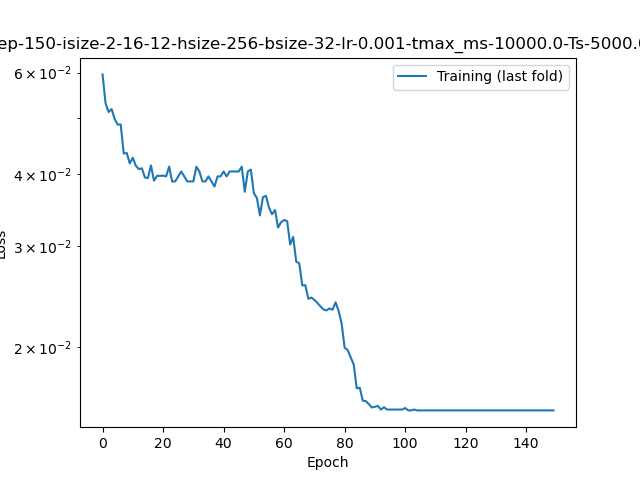 ep-150-isize-2-16-12-hsize-256-bsize-32-lr-0.001-tmax_ms-10000.0-Ts-5000.0
Training (last fold)
6 × 10⁻²
4 × 10⁻²
3 × 10⁻²
2 × 10⁻²
Loss
0 20 40 60 80 100 120 140
Epoch